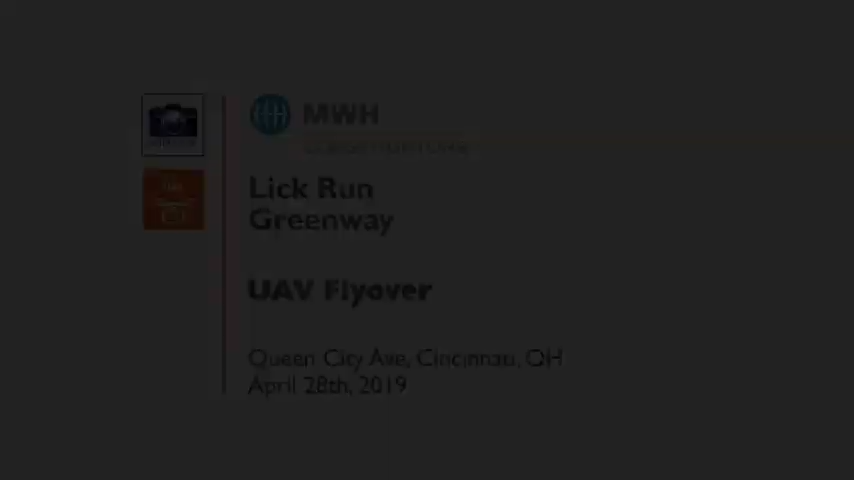 MWH
Lick Run
Greenway
UAV Flyover
Queen City Ave, Cincinnati, OH
April 28th, 2019